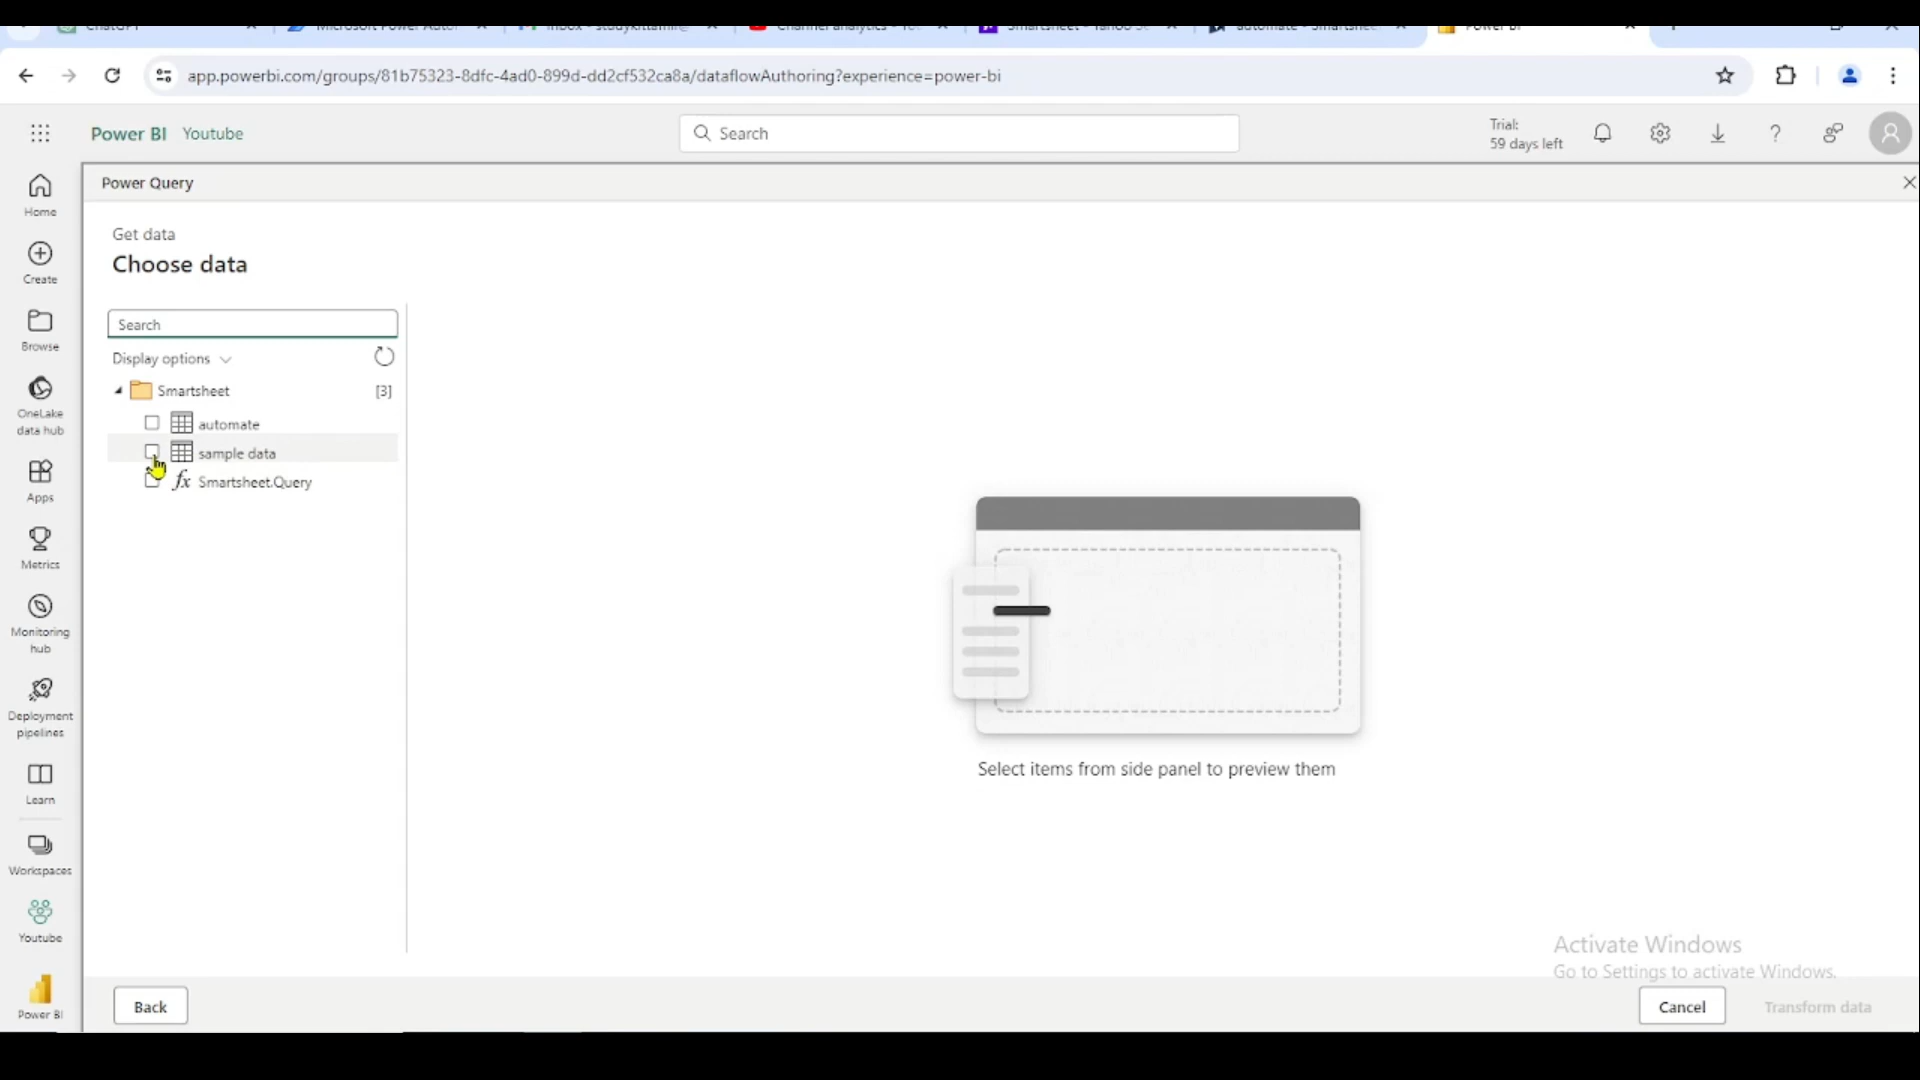 app.powerbi.com/groups/81b75323-8dfc-4ad0-899d-dd2cf532ca8a/dataflowAuthoring?experience=power-bi
Power BI Youtube
Search
Trial:
59 days left
Home
Create
Browse
OneLake
data hub
Apps
Metrics
Monitoring
hub
Deployment
pipelines
Learn
Workspaces
Youtube
Power BI
Power Query
Get data
Choose data
Search
Display options
Smartsheet [3]
automate
sample data
fx Smartsheet.Query
Select items from side panel to preview them
Activate Windows
Go to Settings to activate Windows.
Back
Cancel
Transform data